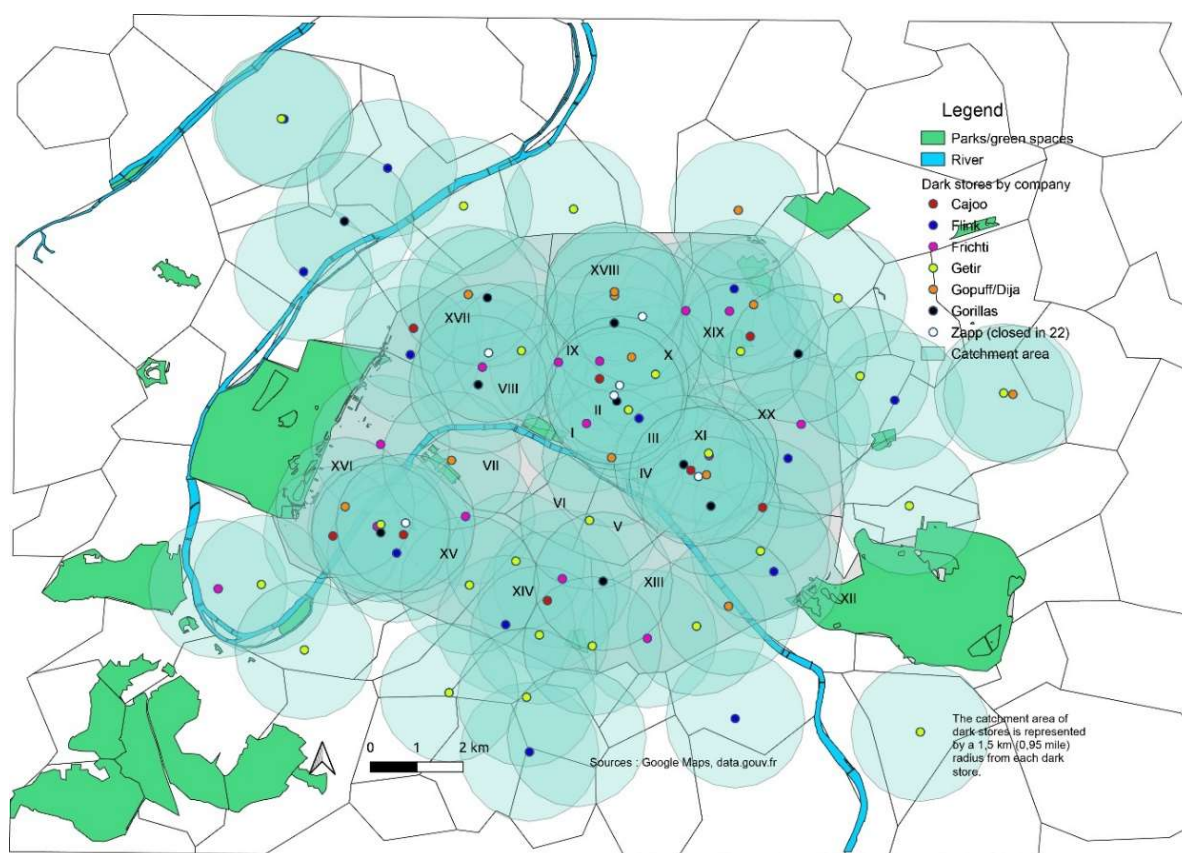 Legend
Parks/green spaces
River
Dark stores by company
Cajoo
Flink
Frichti
Getir
Gopuff/Dija
Gorillas
Zapp (closed in 22)
Catchment area
XVIII
XVII
XIX
IX
X
VIII
II
I
III
XX
XI
XVI
VII
IV
VI
V
XV
XIV
XIII
XII
0 1 2 km
Sources : Google Maps, data.gouv.fr
The catchment area of
dark stores is represented
by a 1,5 km (0,95 mile)
radius from each dark
store.